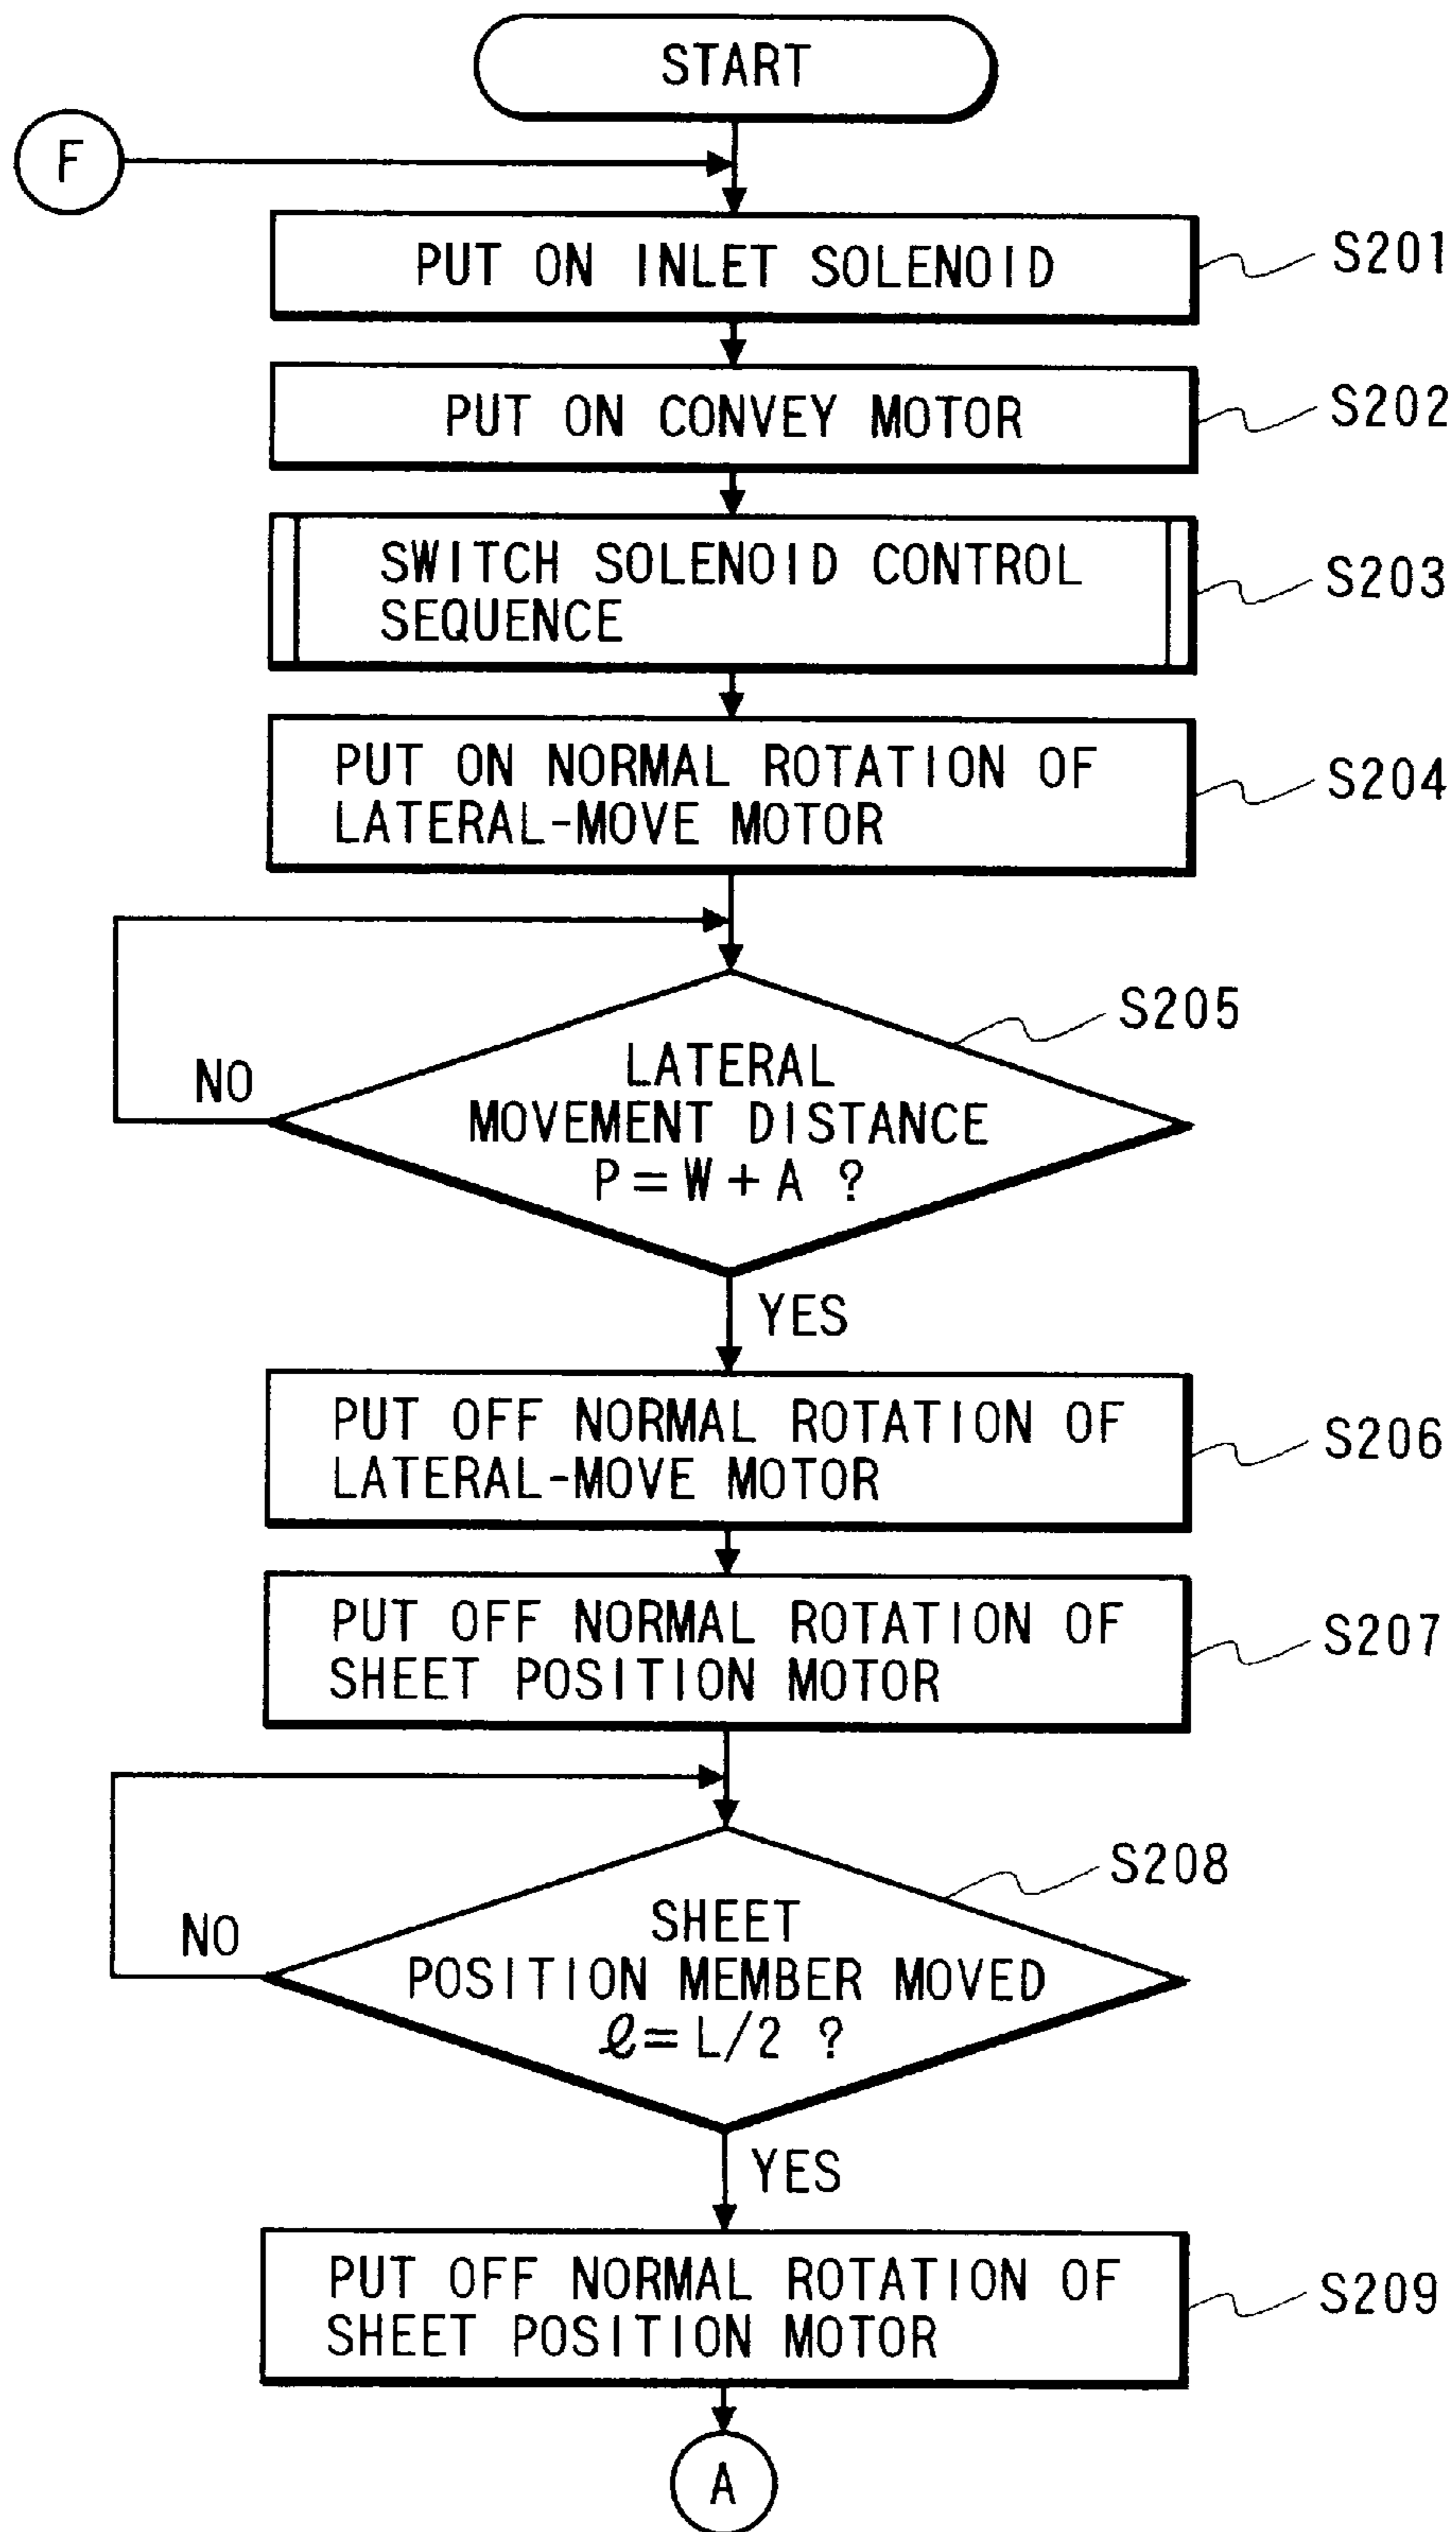 START
F
PUT ON INLET SOLENOID
S201
PUT ON CONVEY MOTOR
S202
SWITCH SOLENOID CONTROL
SEQUENCE
S203
PUT ON NORMAL ROTATION OF
LATERAL-MOVE MOTOR
S204
S205
LATERAL
MOVEMENT DISTANCE
P=W+A ?
NO
YES
PUT OFF NORMAL ROTATION OF
LATERAL-MOVE MOTOR
S206
PUT OFF NORMAL ROTATION OF
SHEET POSITION MOTOR
S207
S208
SHEET
POSITION MEMBER MOVED
ℓ=L/2 ?
NO
YES
PUT OFF NORMAL ROTATION OF
SHEET POSITION MOTOR
S209
A